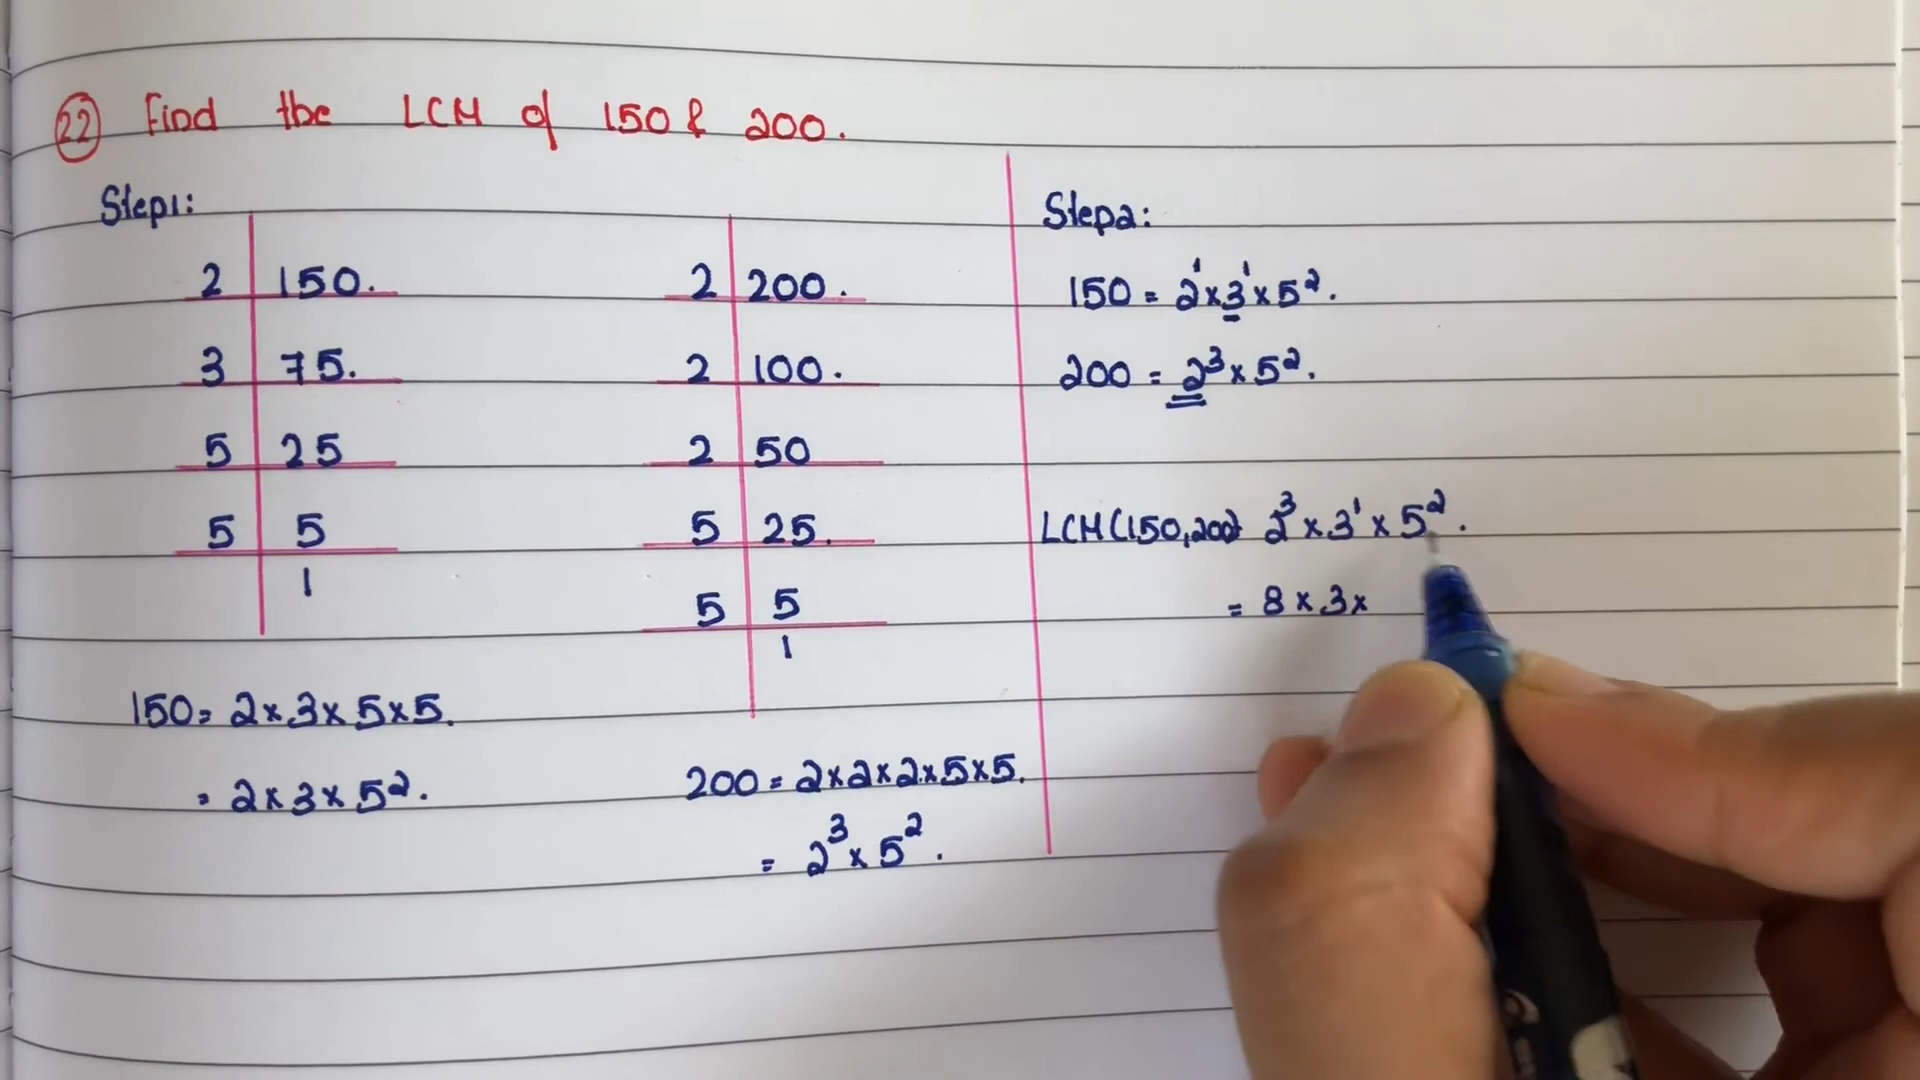 22 Find the LCM of 150 & 200.
Step1:
2 150.
3 75.
5 25
5 5
1
150 = 2×3×5×5.
= 2×3×5².
2 200.
2 100.
2 50
5 25.
5 5
1
200 = 2×2×2×5×5.
= 2³×5².
Step2:
150 = 2¹×3¹×5².
200 = 2³×5².
LCM(150,200) 2³×3¹×5².
= 8×3×